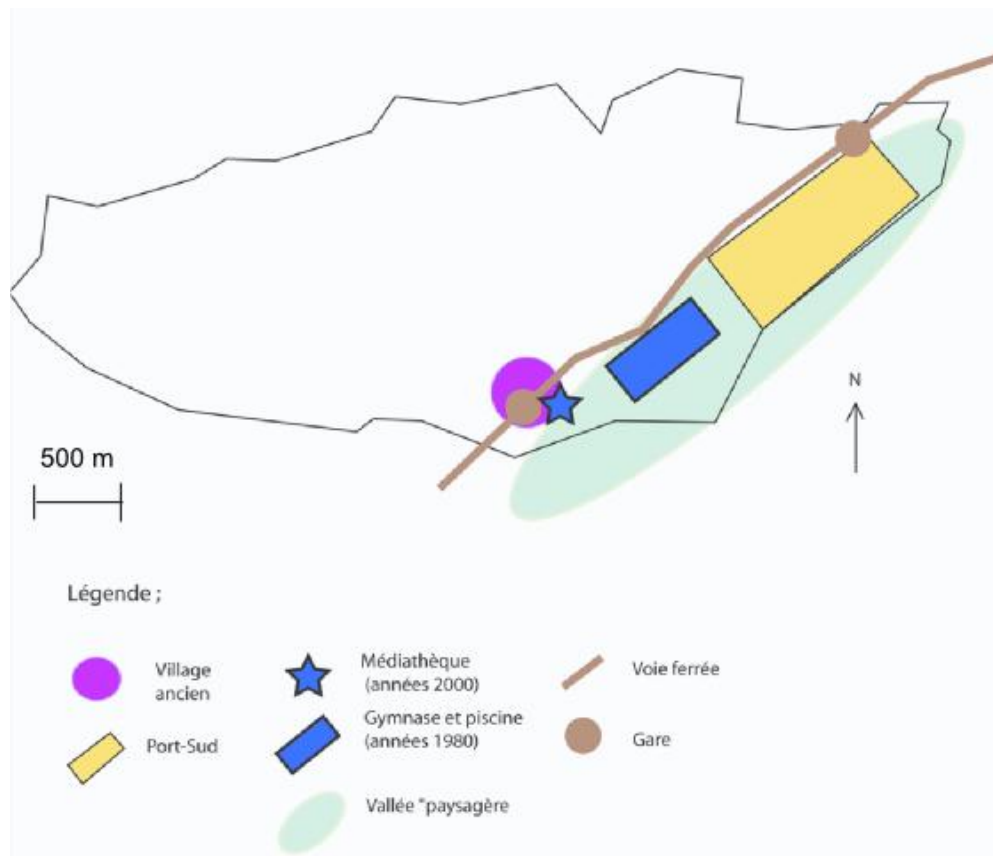 N
500 m
Légende ;
Village
ancien
Médiathèque
(années 2000)
Voie ferrée
Port-Sud
Gymnase et piscine
(années 1980)
Gare
Vallée "paysagère